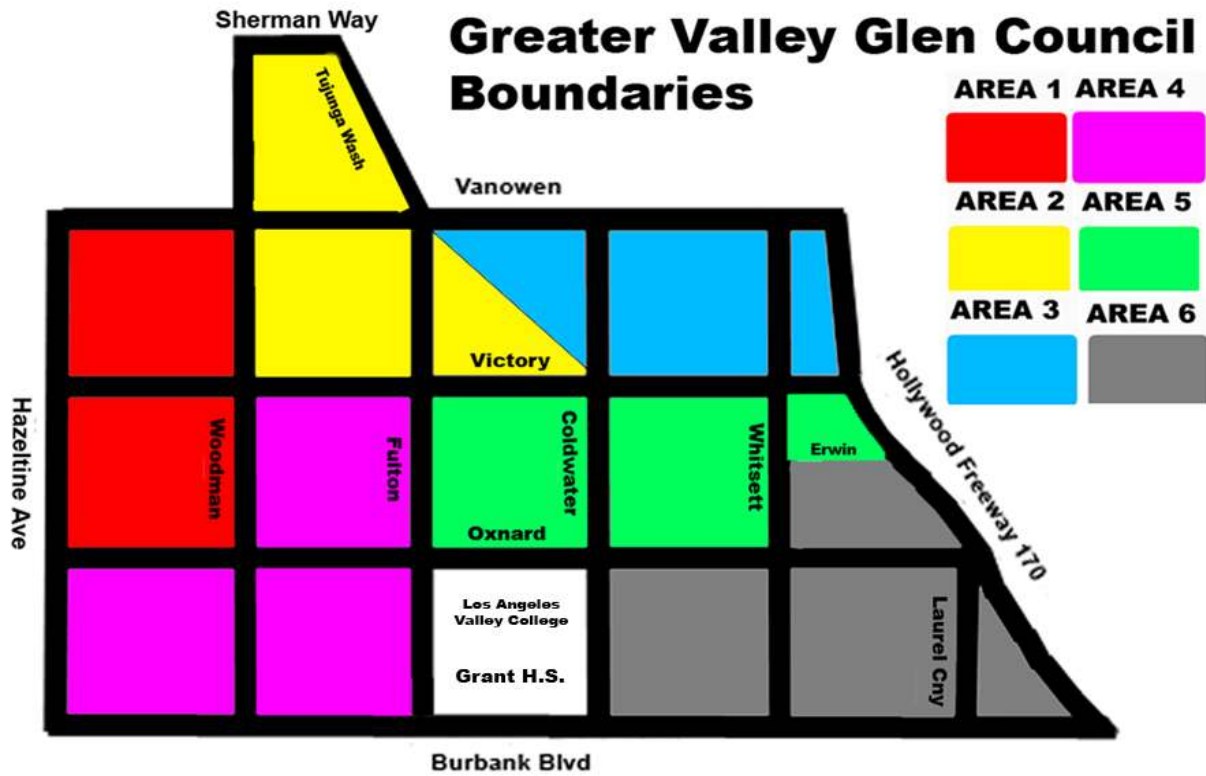 Sherman Way
Greater Valley Glen Council
Boundaries
AREA 1
AREA 4
AREA 2
AREA 5
AREA 3
AREA 6
Tujunga Wash
Vanowen
Victory
Hazeltine Ave
Woodman
Fulton
Coldwater
Whitsett
Erwin
Hollywood Freeway 170
Oxnard
Los Angeles
Valley College
Grant H.S.
Laurel Cny
Burbank Blvd